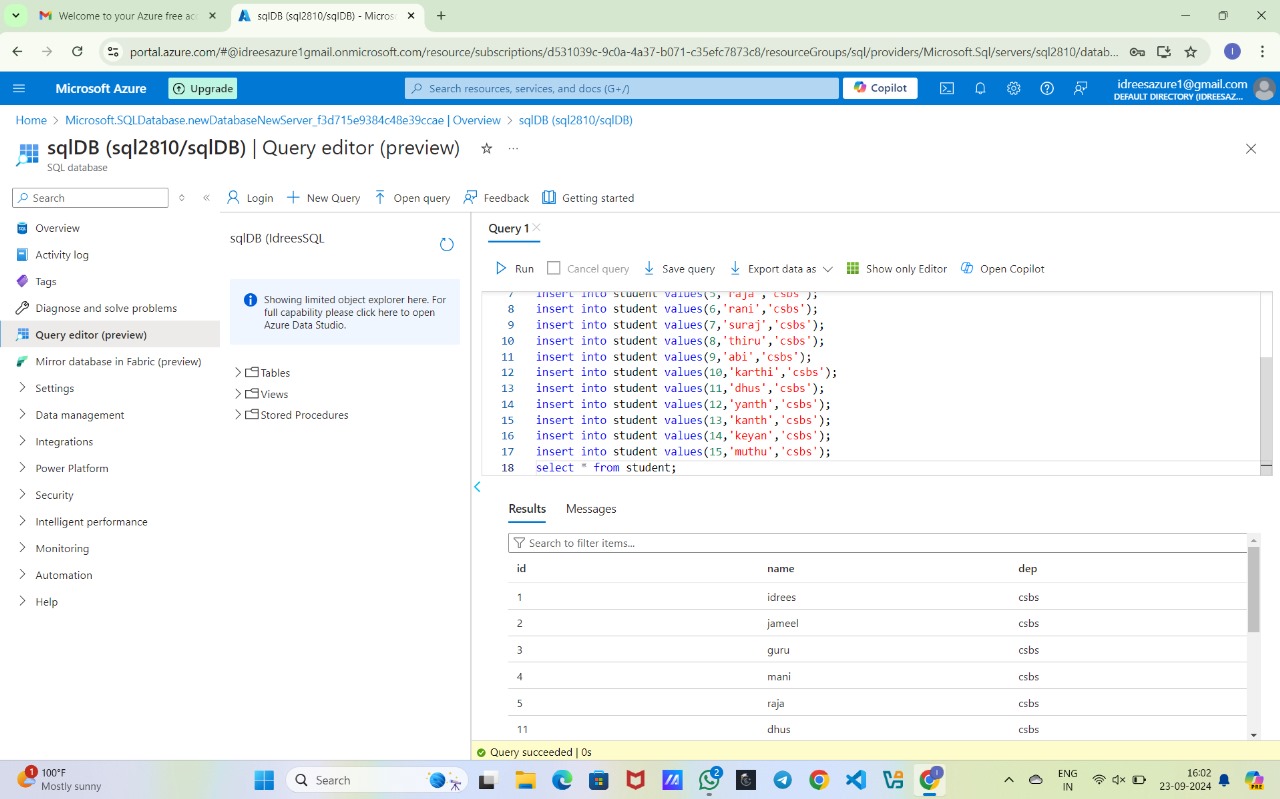 Welcome to your Azure free acc
sqlDB (sql2810/sqlDB) - Micros
portal.azure.com/#@idreesazure1gmail.onmicrosoft.com/resource/subscriptions/d531039c-9c0a-4a37-b071-c35efc7873c8/resourceGroups/sql/providers/Microsoft.Sql/servers/sql2810/datab...
I
Microsoft Azure
Upgrade
Search resources, services, and docs (G+/)
Copilot
idreesazure1@gmail.com
DEFAULT DIRECTORY (IDREESAZ...
Home > Microsoft.SQLDatabase.newDatabaseNewServer_f3d715e9384c48e39ccae | Overview > sqlDB (sql2810/sqlDB)
sqlDB (sql2810/sqlDB) | Query editor (preview)
SQL database
Search
Login
New Query
Open query
Feedback
Getting started
Overview
Activity log
Tags
Diagnose and solve problems
Query editor (preview)
Mirror database in Fabric (preview)
Settings
Data management
Integrations
Power Platform
Security
Intelligent performance
Monitoring
Automation
Help
sqlDB (IdreesSQL
Showing limited object explorer here. For
full capability please click here to open
Azure Data Studio.
Tables
Views
Stored Procedures
Query 1
Run
Cancel query
Save query
Export data as
Show only Editor
Open Copilot
7 insert into student values(5,'raja','csbs');
8 insert into student values(6,'rani','csbs');
9 insert into student values(7,'suraj','csbs');
10 insert into student values(8,'thiru','csbs');
11 insert into student values(9,'abi','csbs');
12 insert into student values(10,'karthi','csbs');
13 insert into student values(11,'dhus','csbs');
14 insert into student values(12,'yanth','csbs');
15 insert into student values(13,'kanth','csbs');
16 insert into student values(14,'keyan','csbs');
17 insert into student values(15,'muthu','csbs');
18 select * from student;
Results Messages
Search to filter items...
id name dep
1 idrees csbs
2 jameel csbs
3 guru csbs
4 mani csbs
5 raja csbs
11 dhus csbs
Query succeeded | 0s
1
100°F
Mostly sunny
Search
2
ENG
IN
16:02
23-09-2024
PRE